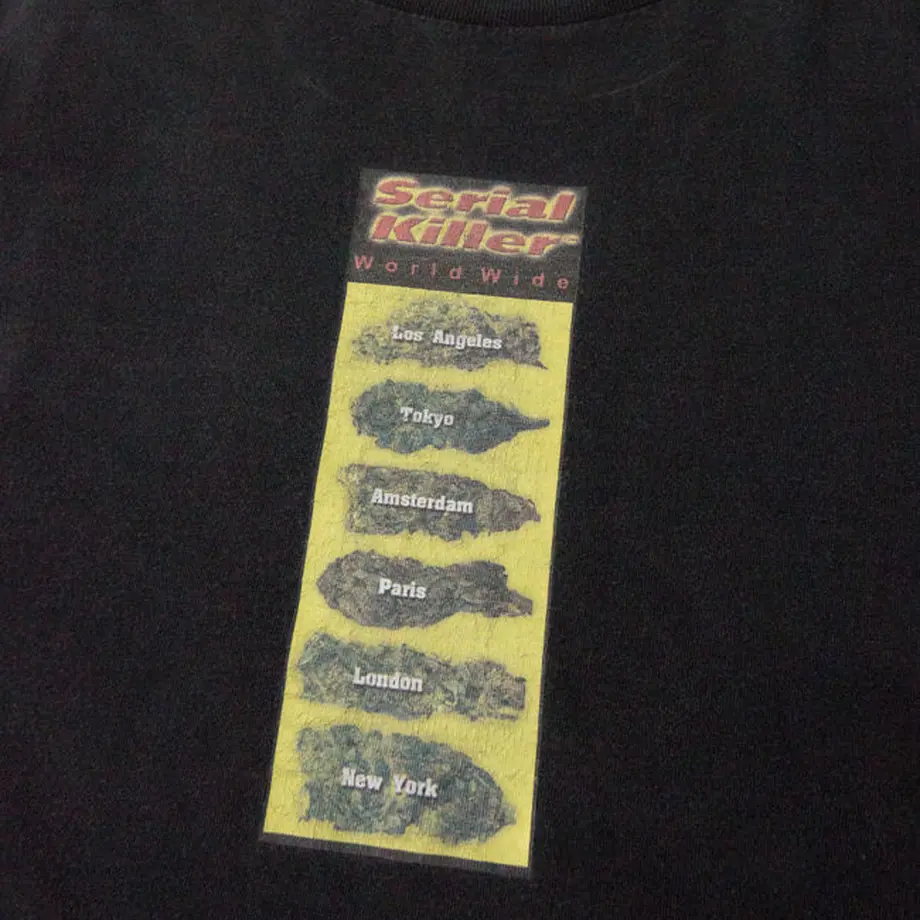 Serial
Killer
World Wide
Los Angeles
Tokyo
Amsterdam
Paris
London
New York